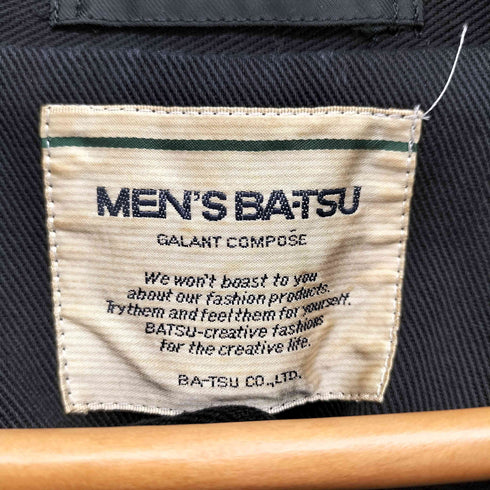 MEN'S BA-TSU
GALANT COMPOSE
We won't boast to you
about our fashion products.
Try them and feel them for yourself.
BATSU-creative fashions
for the creative life.
BA-TSU CO.,LTD.